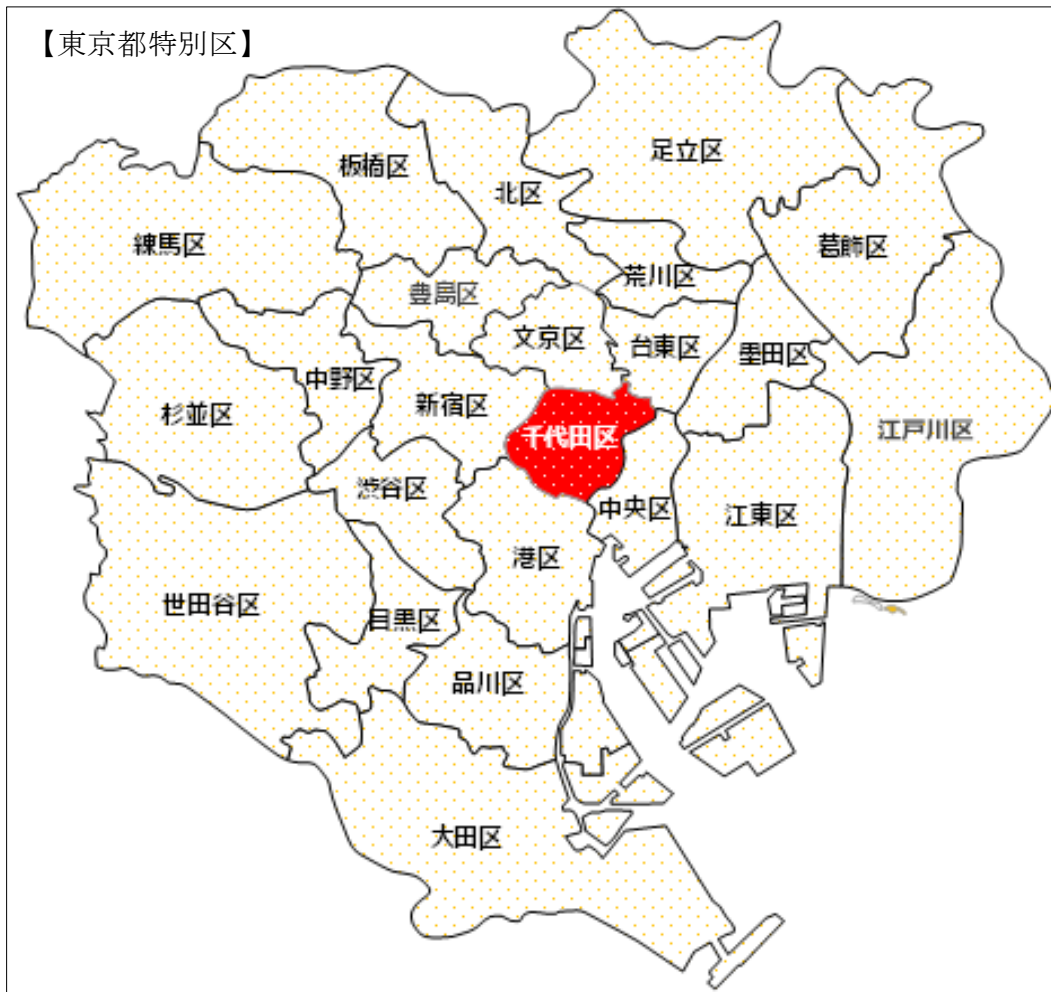 【東京都特別区】
足立区
板橋区
北区
練馬区
葛飾区
荒川区
豊島区
文京区
台東区
墨田区
中野区
新宿区
杉並区
江戸川区
千代田区
渋谷区
中央区
江東区
港区
世田谷区
目黒区
品川区
大田区